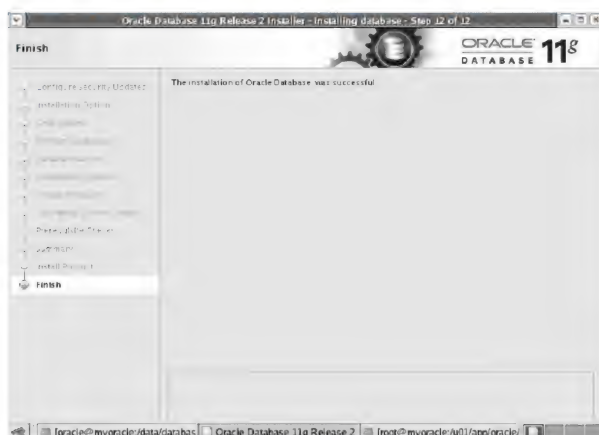 Oracle Database 11g Release 2 Installer - Installing database - Step 12 of 12
Finish
ORACLE
DATABASE
11g
The installation of Oracle Database was successful.
Configure Security Updates
Installation Option
Prerequisite Checks
Summary
Install Product
Finish
[oracle@myoracle:/data/databas
Oracle Database 11g Release 2
[root@myoracle:/u01/app/oracle/